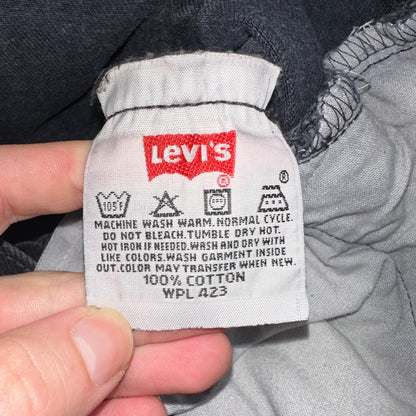 Levi's
®
105F
®
MACHINE WASH WARM. NORMAL CYCLE.
DO NOT BLEACH. TUMBLE DRY HOT.
HOT IRON IF NEEDED. WASH AND DRY WITH
LIKE COLORS. WASH GARMENT INSIDE
OUT. COLOR MAY TRANSFER WHEN NEW.
100% COTTON
WPL 423